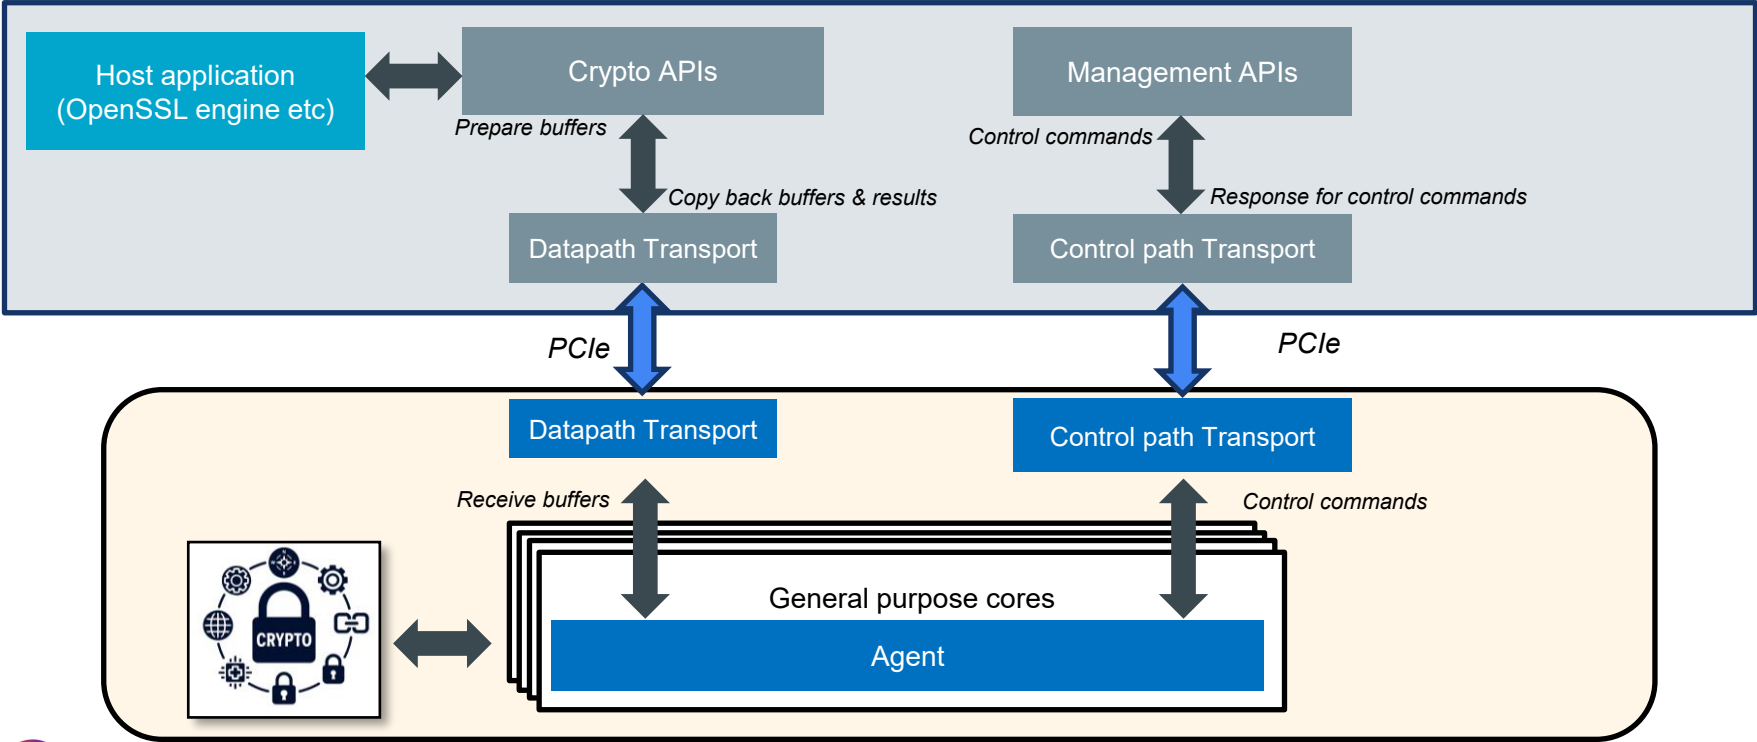 Host application
(OpenSSL engine etc)
Crypto APIs
Management APIs
Prepare buffers
Control commands
Copy back buffers & results
Response for control commands
Datapath Transport
Control path Transport
PCIe
PCIe
Datapath Transport
Control path Transport
Receive buffers
Control commands
General purpose cores
CRYPTO
Agent